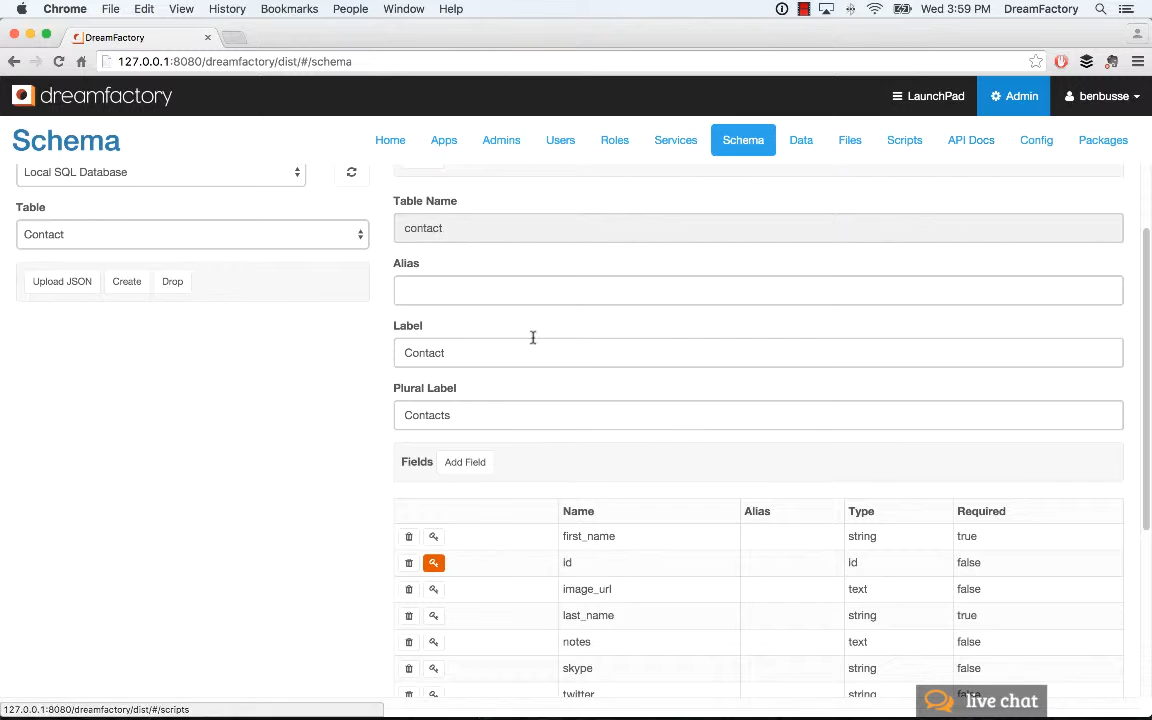 Chrome File Edit View History Bookmarks People Window Help Wed 3:59 PM DreamFactory
DreamFactory
127.0.0.1:8080/dreamfactory/dist/#/schema
dreamfactory LaunchPad Admin benbusse
Schema Home Apps Admins Users Roles Services Schema Data Files Scripts API Docs Config Packages
Local SQL Database
Table
Contact
Upload JSON Create Drop
Table Name
contact
Alias
Label
Contact
Plural Label
Contacts
Fields Add Field
Name Alias Type Required
first_name string true
id id false
image_url text false
last_name string true
notes text false
skype string false
twitter string false
live chat
127.0.0.1:8080/dreamfactory/dist/#/scripts